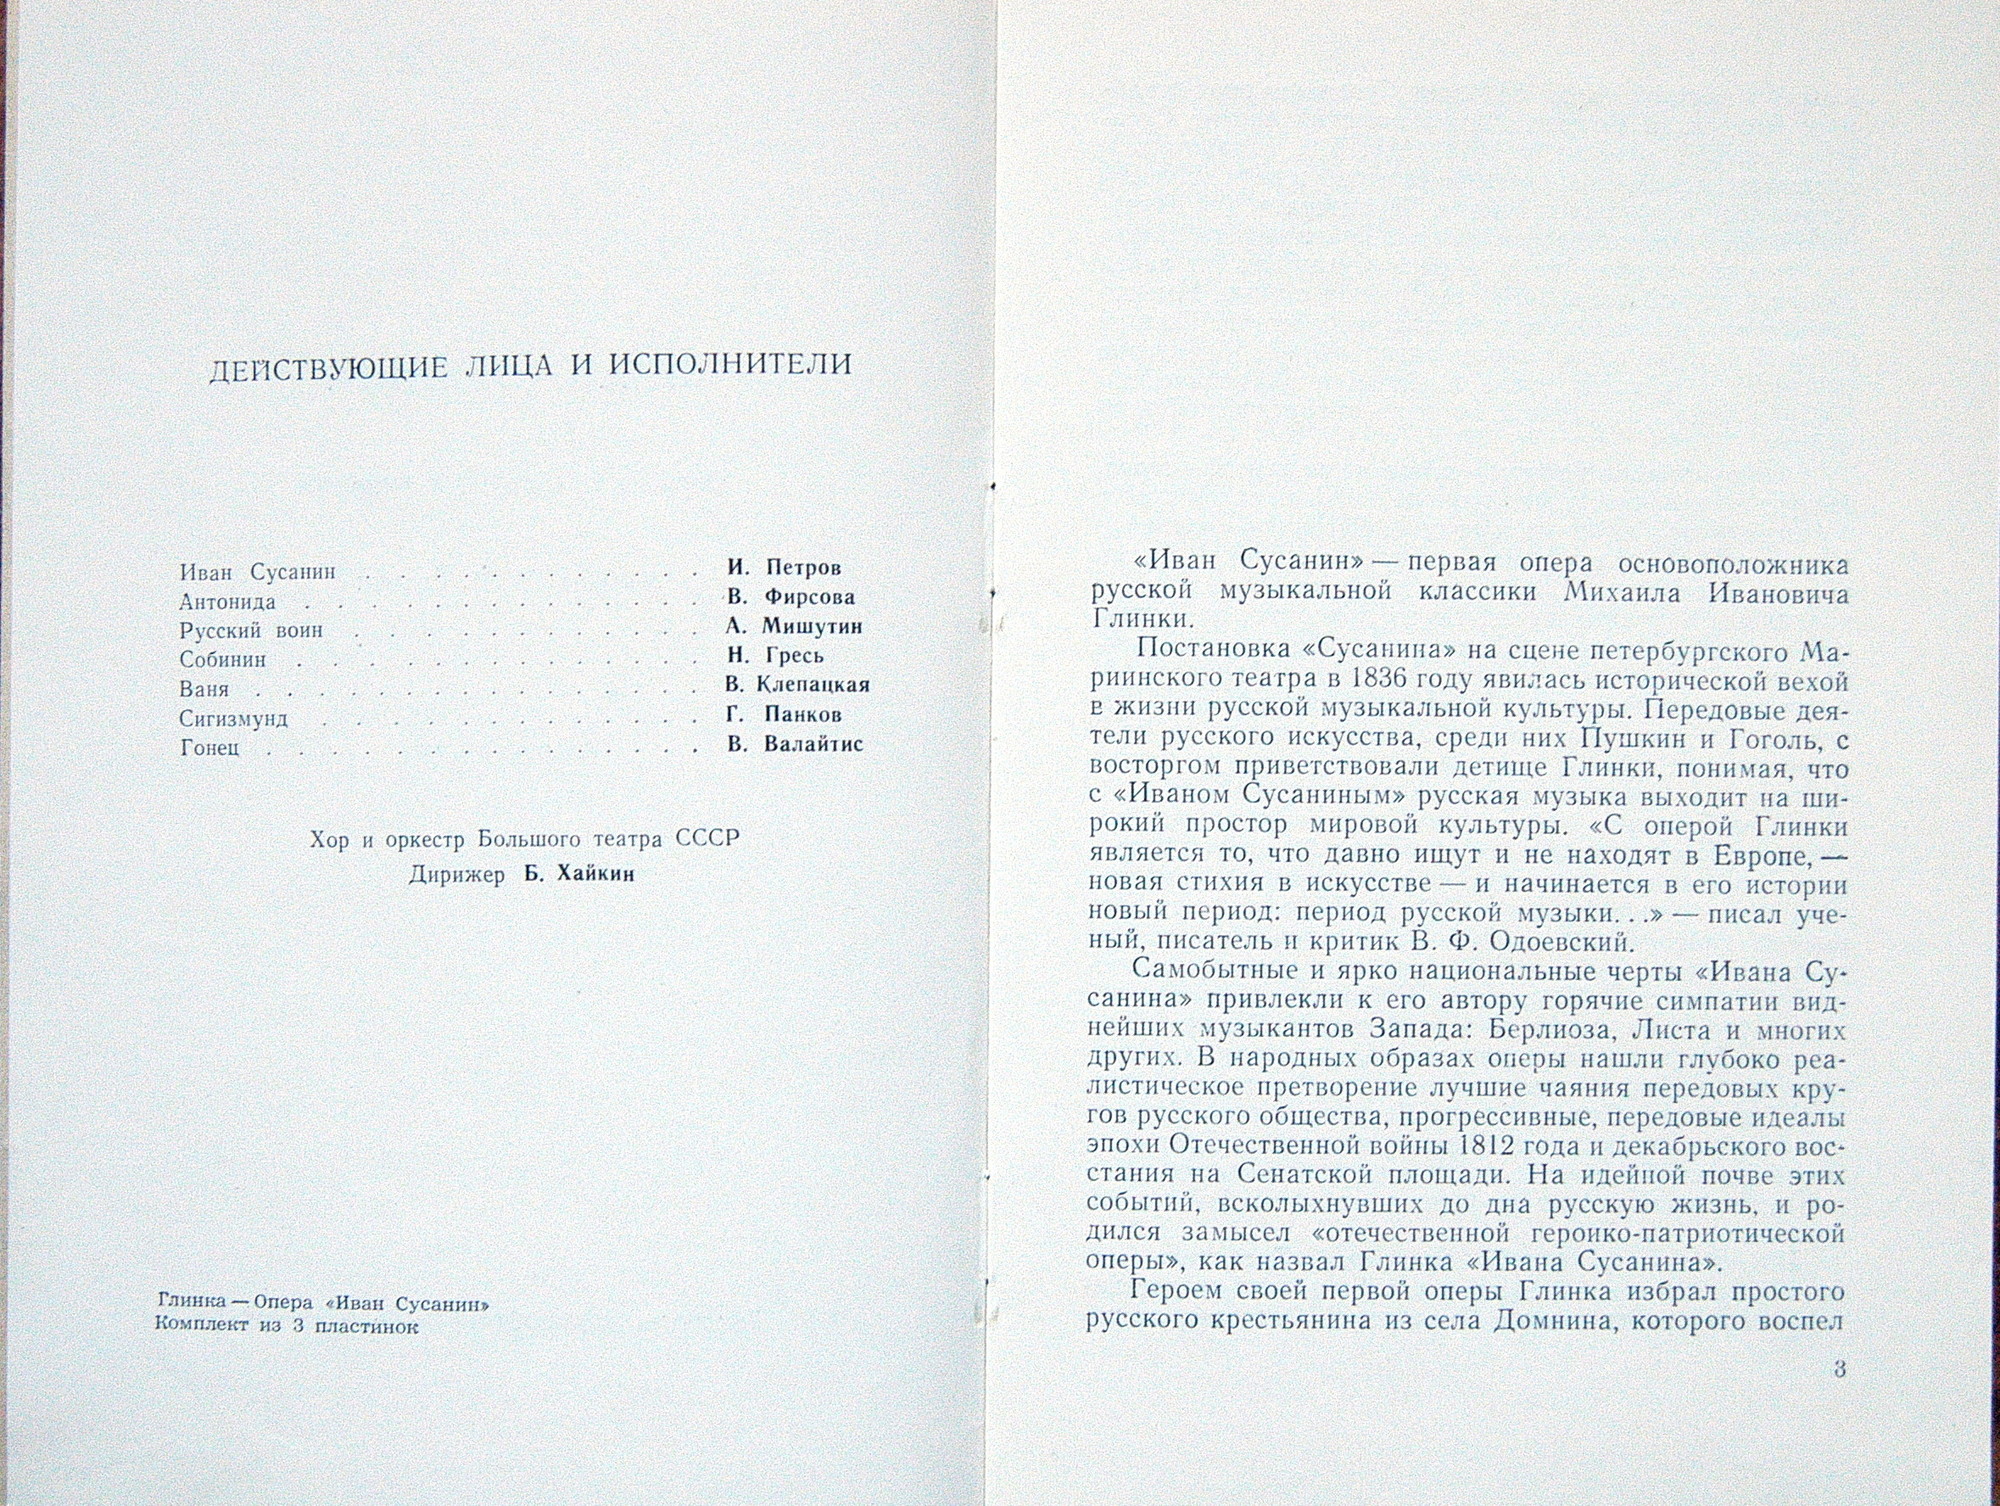 ДЕЙСТВУЮЩИЕ ЛИЦА И ИСПОЛНИТЕЛИ
Иван Сусанин . . . . . . . . . . . . . И. Петров
Антонида . . . . . . . . . . . . . В. Фирсова
Русский воин . . . . . . . . . . . . . А. Мишутин
Собинин . . . . . . . . . . . . . Н. Гресь
Ваня . . . . . . . . . . . . . В. Клепацкая
Сигизмунд . . . . . . . . . . . . . Г. Панков
Гонец . . . . . . . . . . . . . В. Валайтис
Хор и оркестр Большого театра СССР
Дирижер Б. Хайкин
Глинка — Опера «Иван Сусанин»
Комплект из 3 пластинок
«Иван Сусанин» — первая опера основоположника
русской музыкальной классики Михаила Ивановича
Глинки.
Постановка «Сусанина» на сцене петербургского Ма-
риинского театра в 1836 году явилась исторической вехой
в жизни русской музыкальной культуры. Передовые дея-
тели русского искусства, среди них Пушкин и Гоголь, с
восторгом приветствовали детище Глинки, понимая, что
с «Иваном Сусаниным» русская музыка выходит на ши-
рокий простор мировой культуры. «С оперой Глинки
является то, что давно ищут и не находят в Европе, —
новая стихия в искусстве — и начинается в его истории
новый период: период русской музыки. . .» — писал уче-
ный, писатель и критик В. Ф. Одоевский.
Самобытные и ярко национальные черты «Ивана Су-
санина» привлекли к его автору горячие симпатии вид-
нейших музыкантов Запада: Берлиоза, Листа и многих
других. В народных образах оперы нашли глубоко реа-
листическое претворение лучшие чаяния передовых кру-
гов русского общества, прогрессивные, передовые идеалы
эпохи Отечественной войны 1812 года и декабрьского вос-
стания на Сенатской площади. На идейной почве этих
событий, всколыхнувших до дна русскую жизнь, и ро-
дился замысел «отечественной героико-патриотической
оперы», как назвал Глинка «Ивана Сусанина».
Героем своей первой оперы Глинка избрал простого
русского крестьянина из села Домнина, которого воспел
3